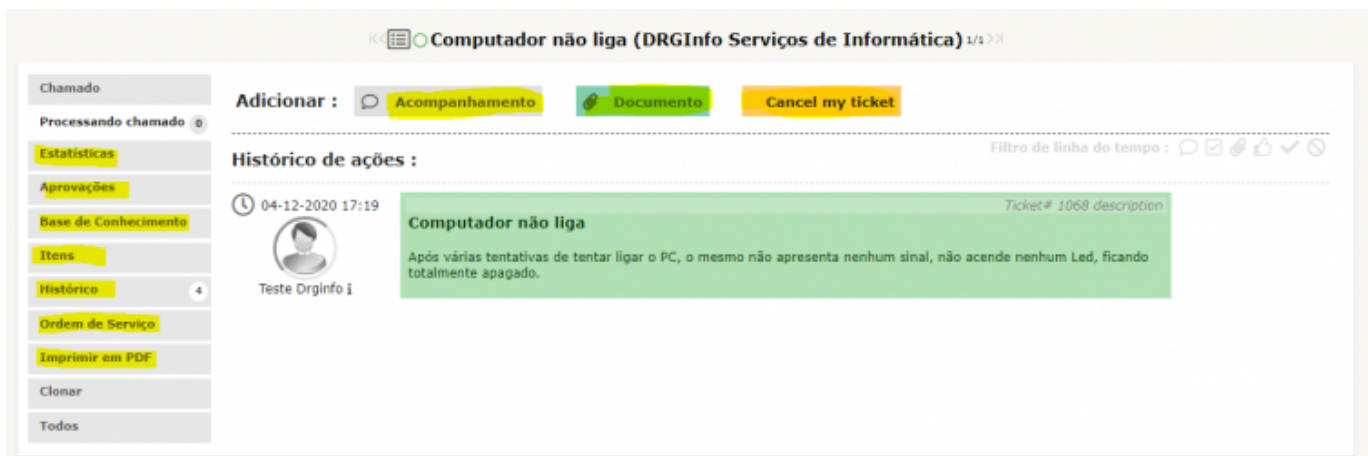 Computador não liga (DRGInfo Serviços de Informática) 1/1
Chamado
Processando chamado 0
Estatísticas
Aprovações
Base de Conhecimento
Itens
Histórico 4
Ordem de Serviço
Imprimir em PDF
Clonar
Todos
Adicionar : Acompanhamento Documento Cancel my ticket
Histórico de ações :
Filtro de linha do tempo :
04-12-2020 17:19
Teste Drginfo i
Ticket# 1068 description
Computador não liga
Após várias tentativas de tentar ligar o PC, o mesmo não apresenta nenhum sinal, não acende nenhum Led, ficando
totalmente apagado.